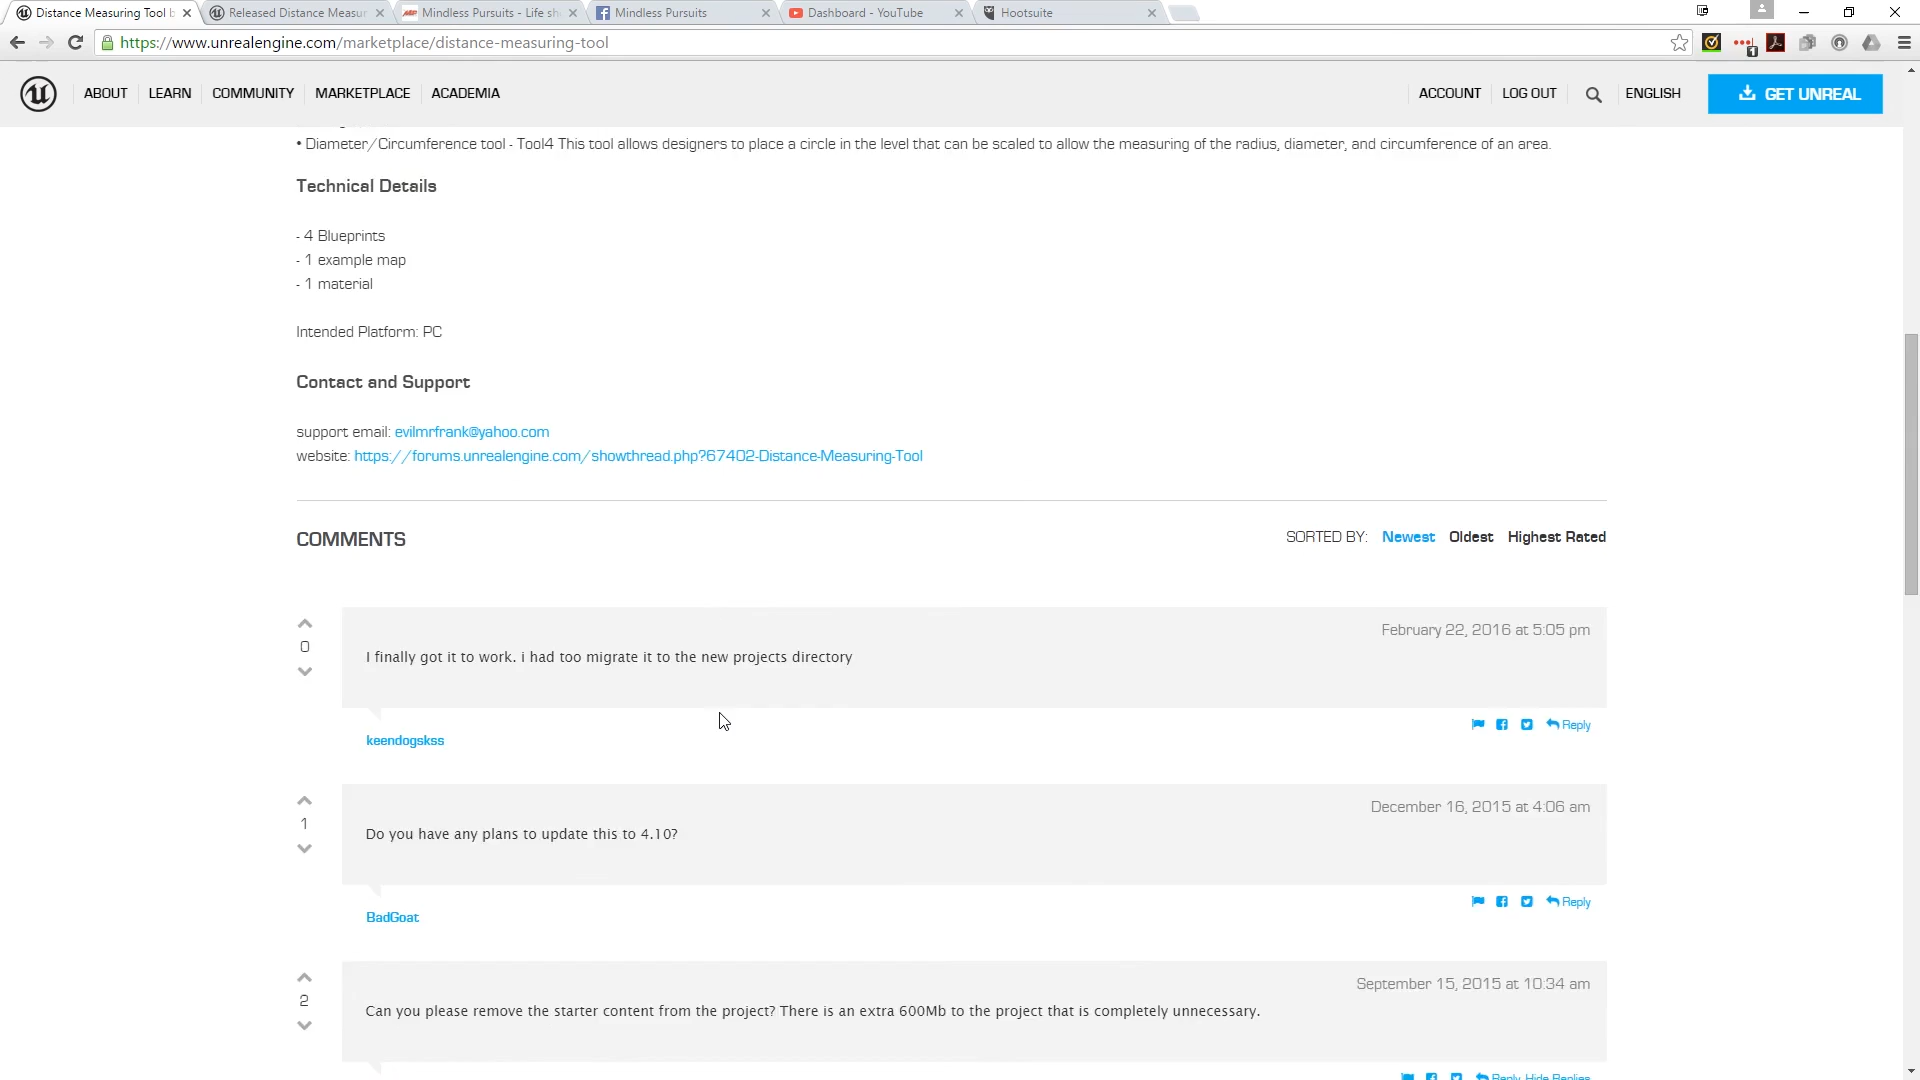 Distance Measuring Tool b
Released Distance Measur
Mindless Pursuits - Life sh
Mindless Pursuits
Dashboard - YouTube
Hootsuite
https://www.unrealengine.com/marketplace/distance-measuring-tool
1
ABOUT
LEARN
COMMUNITY
MARKETPLACE
ACADEMIA
ACCOUNT
LOG OUT
ENGLISH
GET UNREAL
• Diameter/Circumference tool - Tool4 This tool allows designers to place a circle in the level that can be scaled to allow the measuring of the radius, diameter, and circumference of an area.
Technical Details
- 4 Blueprints
- 1 example map
- 1 material
Intended Platform: PC
Contact and Support
support email: evilmrfrank@yahoo.com
website: https://forums.unrealengine.com/showthread.php?67402-Distance-Measuring-Tool
COMMENTS
SORTED BY: Newest Oldest Highest Rated
February 22, 2016 at 5:05 pm
0
I finally got it to work. i had too migrate it to the new projects directory
Reply
keendogskss
December 16, 2015 at 4:06 am
1
Do you have any plans to update this to 4.10?
Reply
BadGoat
September 15, 2015 at 10:34 am
2
Can you please remove the starter content from the project? There is an extra 600Mb to the project that is completely unnecessary.
Reply Hide Replies